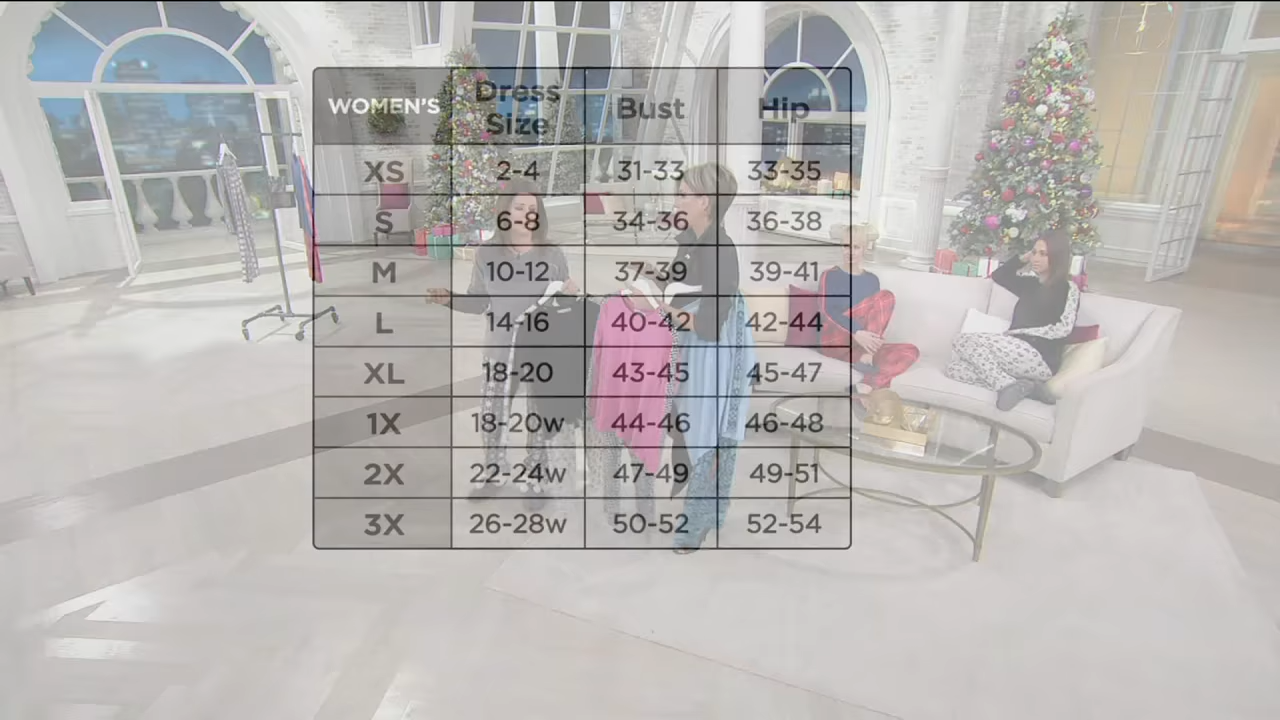 WOMEN'S Dress Size Bust Hip
XS 2-4 31-33 33-35
S 6-8 34-36 36-38
M 10-12 37-39 39-41
L 14-16 40-42 42-44
XL 18-20 43-45 45-47
1X 18-20w 44-46 46-48
2X 22-24w 47-49 49-51
3X 26-28w 50-52 52-54